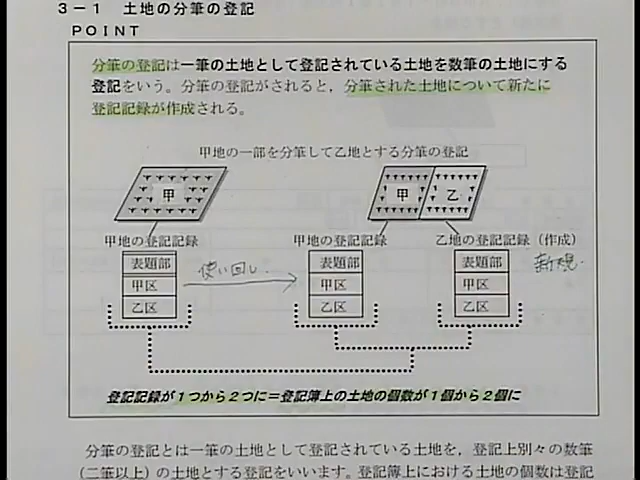 ３－１　土地の分筆の登記
ＰＯＩＮＴ
分筆の登記は一筆の土地として登記されている土地を数筆の土地にする
登記をいう。分筆の登記がされると，分筆された土地について新たに
登記記録が作成される。
甲地の一部を分筆して乙地とする分筆の登記
甲
甲　乙
甲地の登記記録
甲地の登記記録
乙地の登記記録（作成）
表題部
甲区
乙区
使い回し
表題部
甲区
乙区
表題部
甲区
乙区
新規
登記記録が１つから２つに＝登記簿上の土地の個数が１個から２個に
分筆の登記とは一筆の土地として登記されている土地を，登記上別々の数筆
（二筆以上）の土地とする登記をいいます。登記簿上における土地の個数は登記